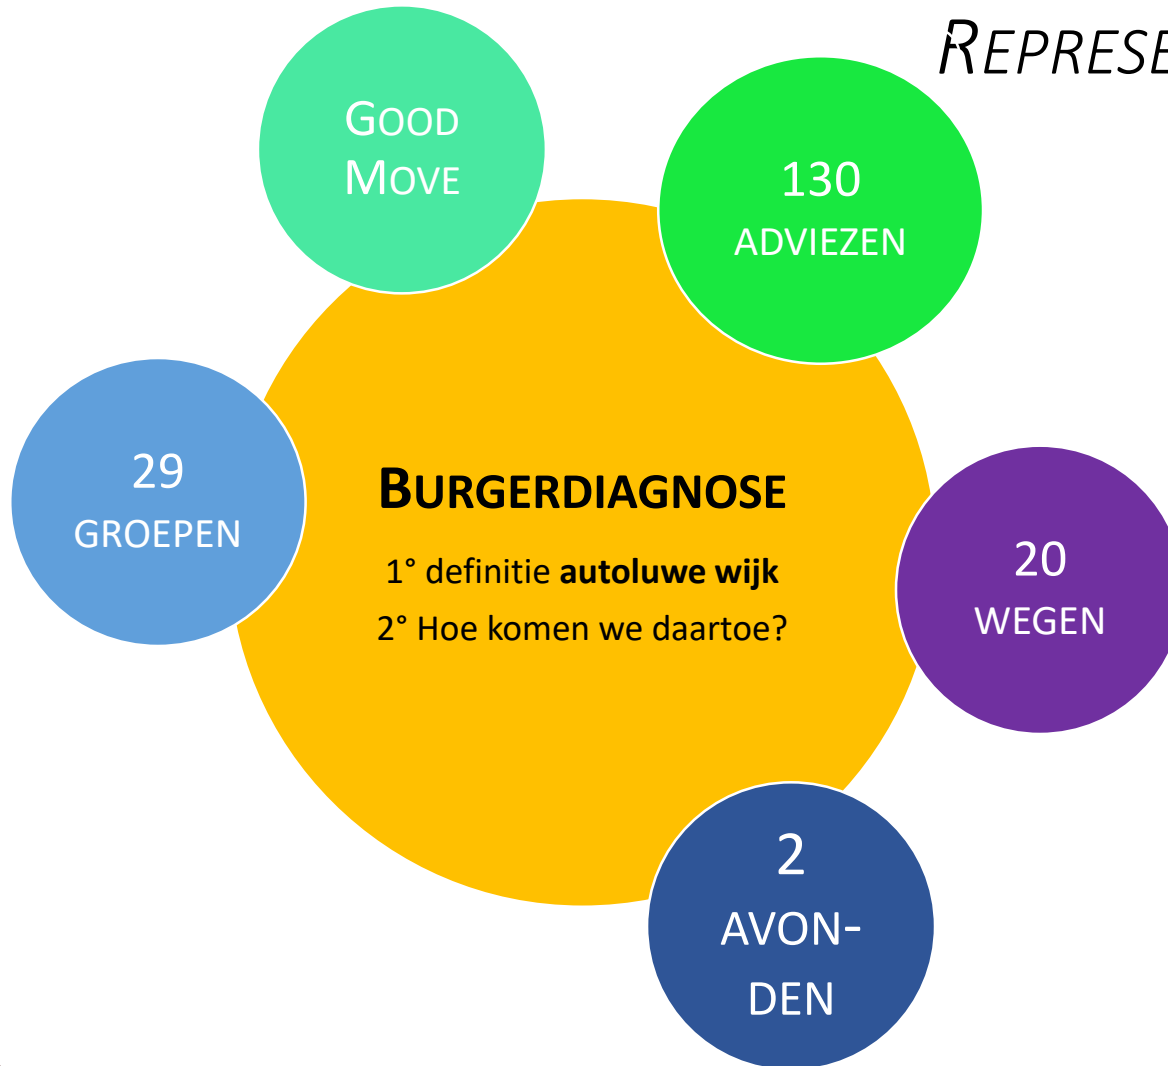 REPRESE
GOOD
MOVE
130
ADVIEZEN
29
GROEPEN
BURGERDIAGNOSE
1° definitie autoluwe wijk
2° Hoe komen we daartoe?
20
WEGEN
2
AVON-
DEN